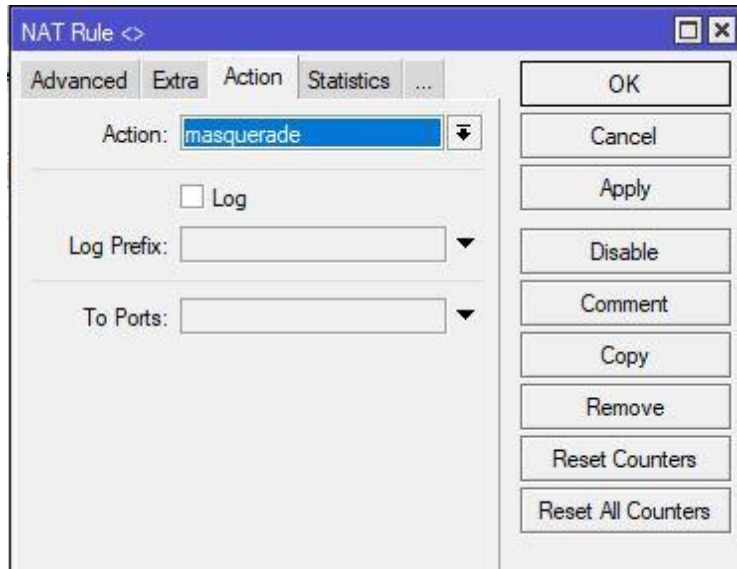 NAT Rule <>
Advanced Extra Action Statistics ...
Action: masquerade
Log
Log Prefix:
To Ports:
OK
Cancel
Apply
Disable
Comment
Copy
Remove
Reset Counters
Reset All Counters